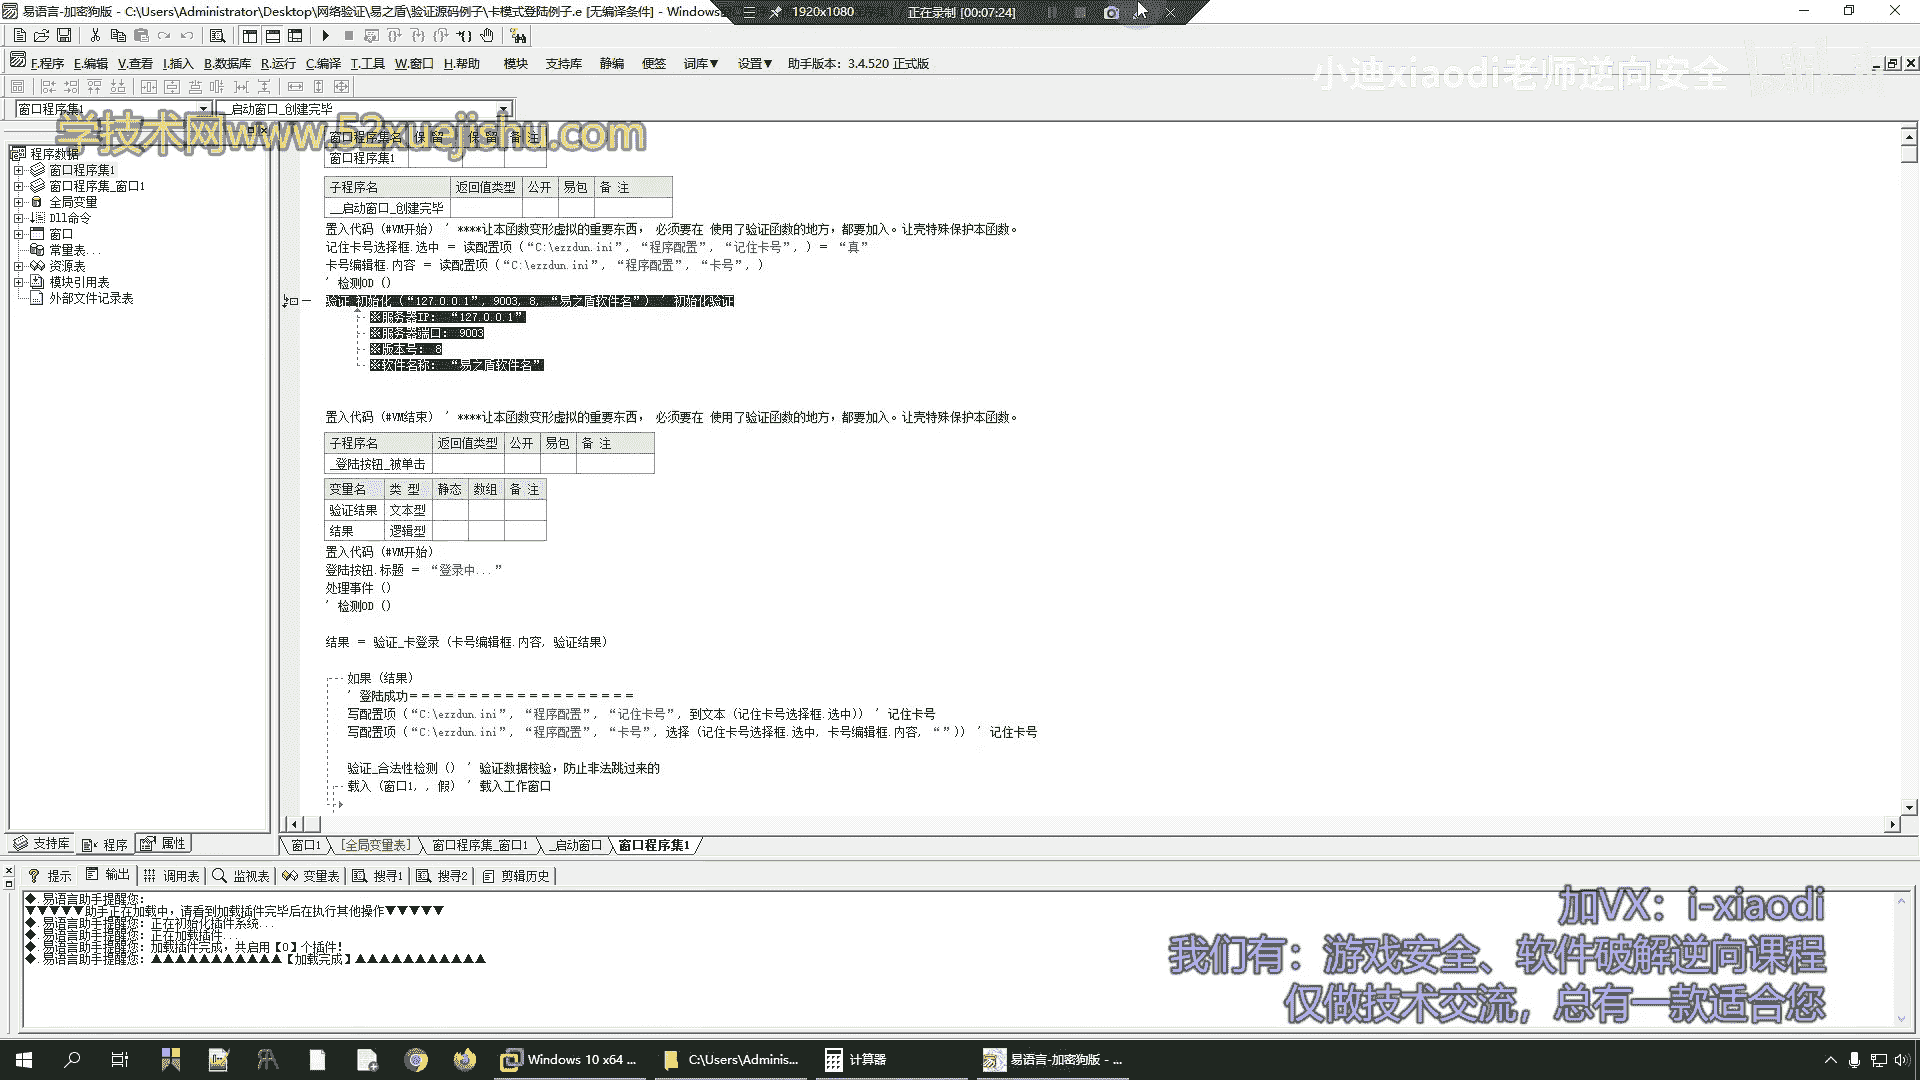 易语言-加密狗版 - C:\Users\Administrator\Desktop\网络验证\易之盾\验证源码例子\卡模式登陆例子.e [无编译条件] - Windows
1920x1080 正在录制 [00:07:24]
F.程序 E.编辑 V.查看 I.插入 B.数据库 R.运行 C.编译 T.工具 W.窗口 H.帮助 模块 支持库 静编 便签 词库▼ 设置▼ 助手版本: 3.4.520 正式版
小迪xiaodi老师逆向安全
窗口程序集1 __启动窗口_创建完毕
学技术网www.52xuejishu.com
窗口程序集名 保 留 保 留 备 注
窗口程序集1
程序数据
窗口程序集1
窗口程序集_窗口1
全局变量
Dll命令
窗口
常量表...
资源表
模块引用表
外部文件记录表
子程序名 返回值类型 公开 易包 备 注
__启动窗口_创建完毕
置入代码 (#VM开始) ' ****让本函数变形虚拟的重要东西, 必须要在 使用了验证函数的地方,都要加入。让壳特殊保护本函数。
记住卡号选择框.选中 = 读配置项 (“C:\ezzdun.ini”, “程序配置”, “记住卡号”, ) = “真”
卡号编辑框.内容 = 读配置项 (“C:\ezzdun.ini”, “程序配置”, “卡号”, )
' 检测OD ()
验证_初始化 (“127.0.0.1”, 9003, 8, “易之盾软件名”) ' 初始化验证
※服务器IP: “127.0.0.1”
※服务器端口: 9003
※版本号: 8
※软件名称: “易之盾软件名”
置入代码 (#VM结束) ' ****让本函数变形虚拟的重要东西, 必须要在 使用了验证函数的地方,都要加入。让壳特殊保护本函数。
子程序名 返回值类型 公开 易包 备 注
_登陆按钮_被单击
变量名 类 型 静态 数组 备 注
验证结果 文本型
结果 逻辑型
置入代码 (#VM开始)
登陆按钮.标题 = “登录中...”
处理事件 ()
' 检测OD ()
结果 = 验证_卡登录 (卡号编辑框.内容, 验证结果)
如果 (结果)
' 登陆成功===================
写配置项 (“C:\ezzdun.ini”, “程序配置”, “记住卡号”, 到文本 (记住卡号选择框.选中)) ' 记住卡号
写配置项 (“C:\ezzdun.ini”, “程序配置”, “卡号”, 选择 (记住卡号选择框.选中, 卡号编辑框.内容, “”)) ' 记住卡号
验证_合法性检测 () ' 验证数据校验,防止非法跳过来的
载入 (窗口1, , 假) ' 载入工作窗口
支持库 程序 属性
窗口1 [全局变量表] 窗口程序集_窗口1 _启动窗口 窗口程序集1
提示 输出 调用表 监视表 变量表 搜寻1 搜寻2 剪辑历史
◆.易语言助手提醒您:
▼▼▼▼▼助手正在加载中, 请看到加载插件完毕后在执行其他操作▼▼▼▼▼
◆.易语言助手提醒您: 正在初始化插件系统...
◆.易语言助手提醒您: 正在加载插件...
◆.易语言助手提醒您: 加载插件完成, 共启用【0】个插件!
◆.易语言助手提醒您: ▲▲▲▲▲▲▲▲▲▲▲【加载完成】▲▲▲▲▲▲▲▲▲▲▲
加VX: i-xiaodi
我们有: 游戏安全、软件破解逆向课程
仅做技术交流, 总有一款适合您
Windows 10 x64 ... C:\Users\Adminis... 计算器 易语言-加密狗版 - ...